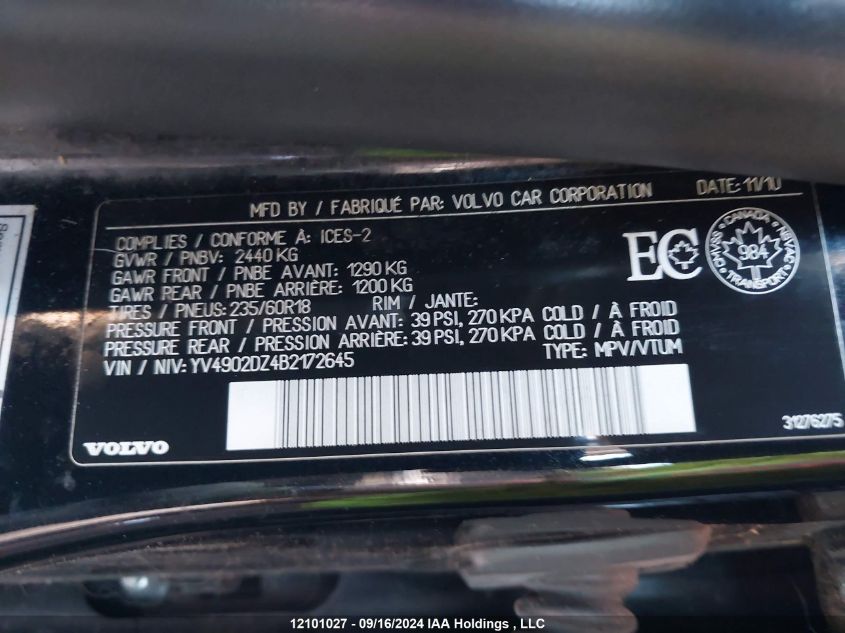 MFD BY / FABRIQUÉ PAR: VOLVO CAR CORPORATION DATE: 11/10
COMPLIES / CONFORME À: ICES-2
GVWR / PNBV: 2440 KG
GAWR FRONT / PNBE AVANT: 1290 KG
GAWR REAR / PNBE ARRIÈRE: 1200 KG
TIRES / PNEUS: 235/60R18 RIM / JANTE:
PRESSURE FRONT / PRESSION AVANT: 39 PSI, 270 KPA COLD / À FROID
PRESSURE REAR / PRESSION ARRIÈRE: 39 PSI, 270 KPA COLD / À FROID
VIN / NIV: YV4902DZ4B2172645 TYPE: MPV/VTUM
EC
CANADA
CMVSS
984
NSVAC
TRANSPORT
VOLVO
31276275
12101027 - 09/16/2024 IAA Holdings , LLC